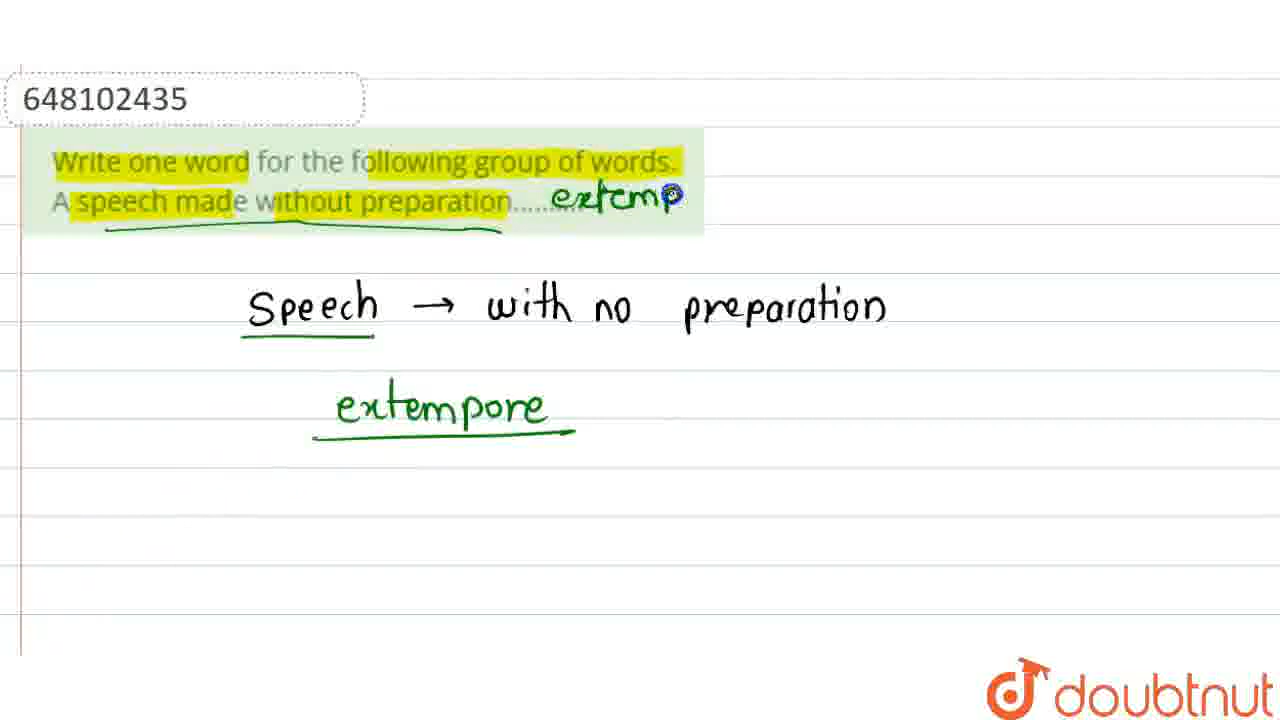 648102435
Write one word for the following group of words.
A speech made without preparation.......... extemp
Speech → with no preparation
extempore
doubtnut